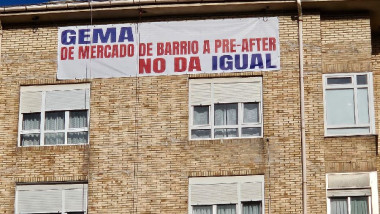 GEMA
DE MERCADO DE BARRIO A PRE-AFTER
NO DA IGUAL